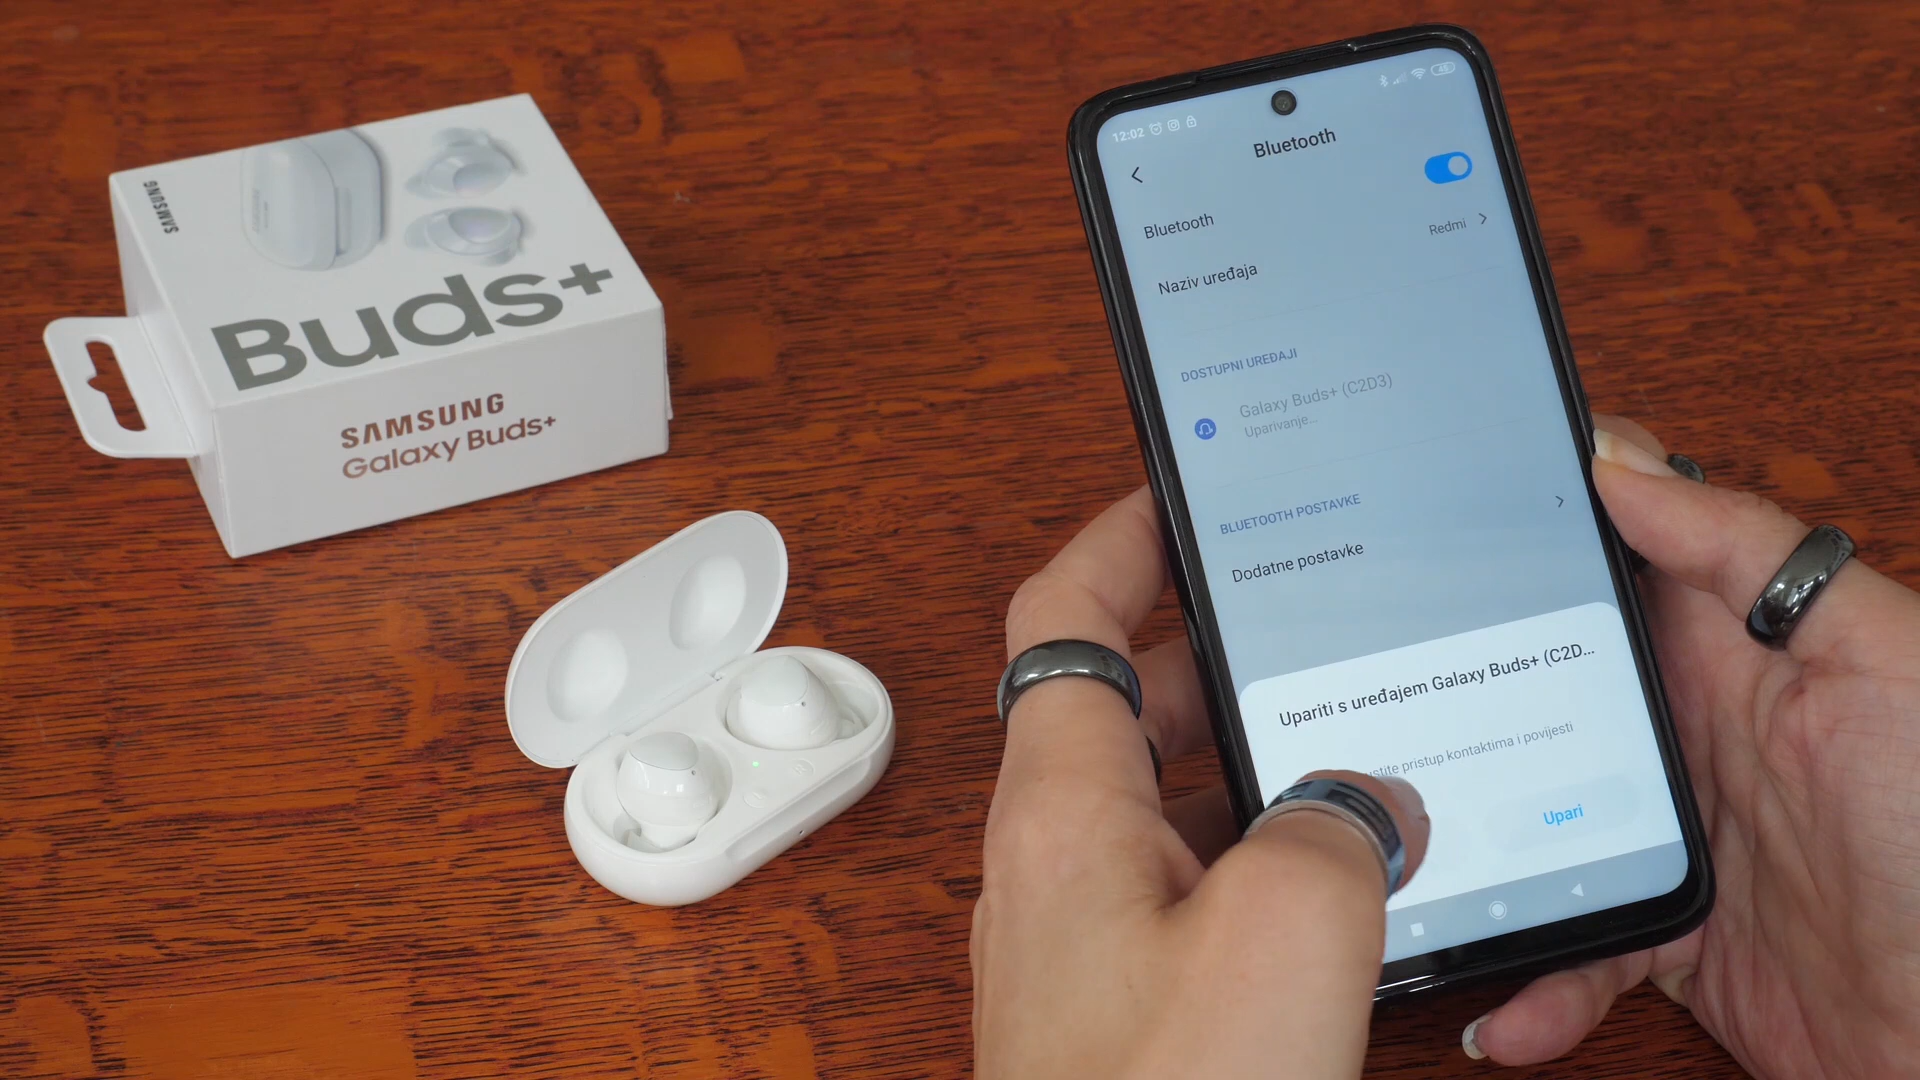 SAMSUNG
Buds+
SAMSUNG
Galaxy Buds+
12:02
48
Bluetooth
Bluetooth
Naziv uređaja
Redmi
DOSTUPNI UREĐAJI
Galaxy Buds+ (C2D3)
Uparivanje...
BLUETOOTH POSTAVKE
Dodatne postavke
Upariti s uređajem Galaxy Buds+ (C2D...
pristup kontaktima i povijesti
Upari